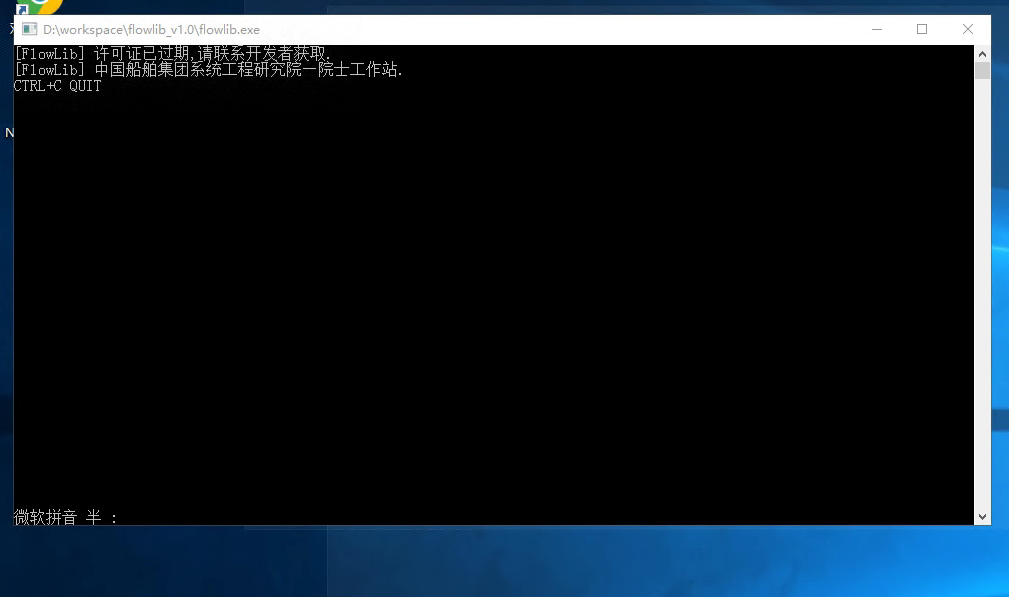 D:\workspace\flowlib_v1.0\flowlib.exe
[FlowLib] 许可证已过期,请联系开发者获取.
[FlowLib] 中国船舶集团系统工程研究院一院士工作站.
CTRL+C QUIT
N
微软拼音 半 :